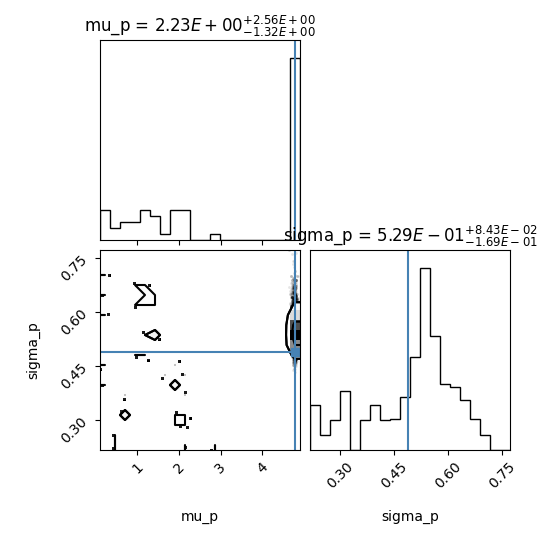 mu_p = 2.23E+00+2.56E+00−1.32E+00
sigma_p = 5.29E−01+8.43E−02−1.69E−01
0.75
0.60
0.45
0.30
sigma_p
1 2 3 4
0.30 0.45 0.60 0.75
mu_p sigma_p